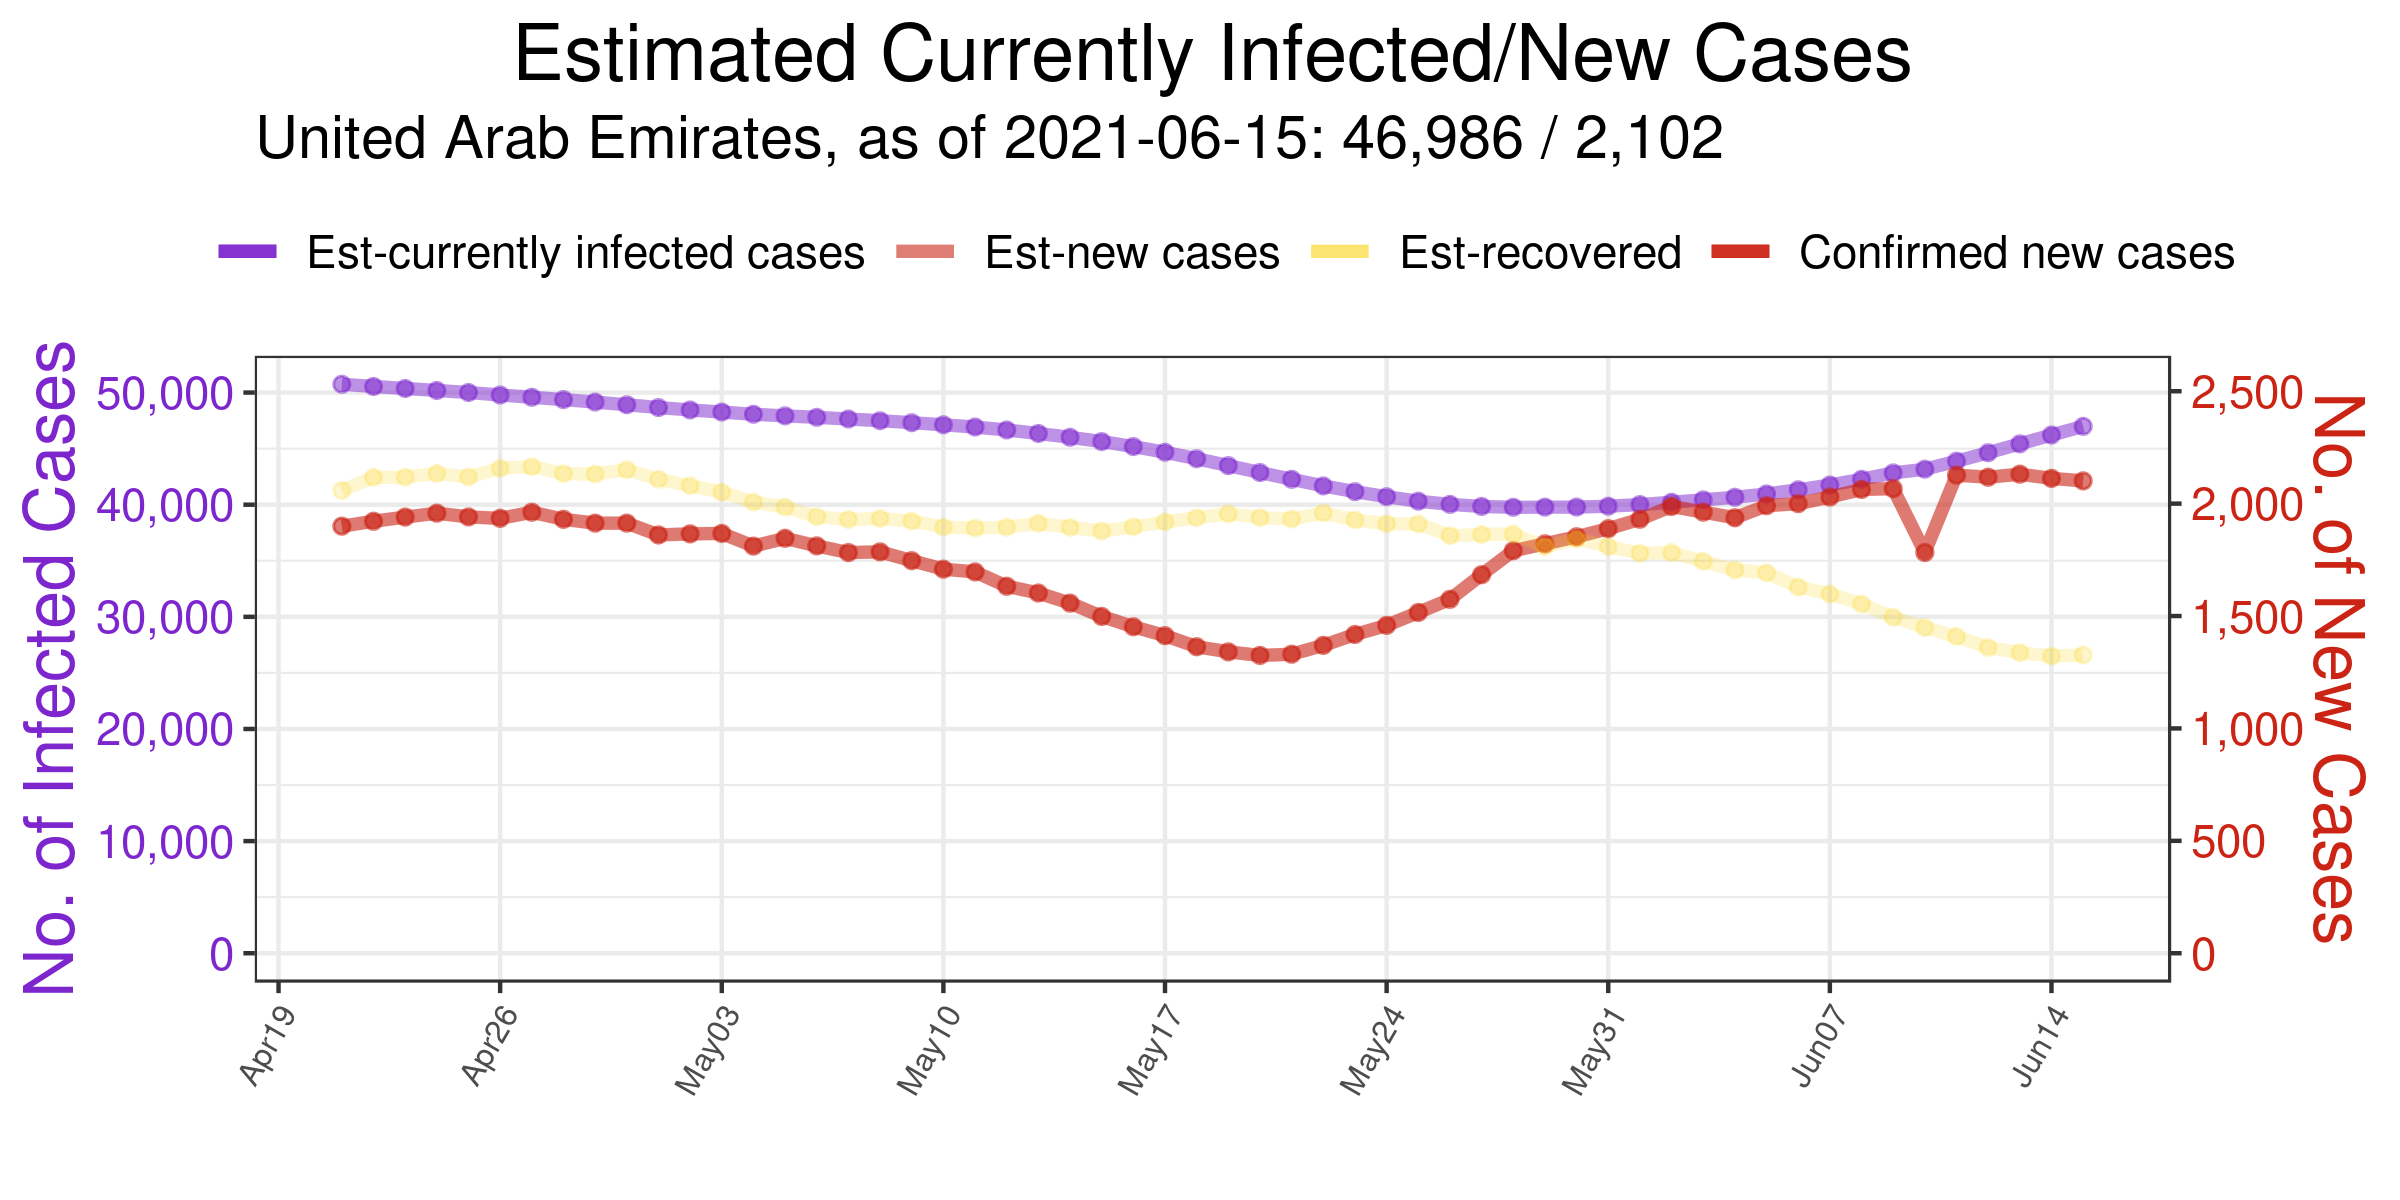 Estimated Currently Infected/New Cases
United Arab Emirates, as of 2021-06-15: 46,986 / 2,102
Est-currently infected cases Est-new cases Est-recovered Confirmed new cases
No. of Infected Cases
50,000
40,000
30,000
20,000
10,000
0
2,500
2,000
1,500
1,000
500
0
No. of New Cases
Apr19 Apr26 May03 May10 May17 May24 May31 Jun07 Jun14